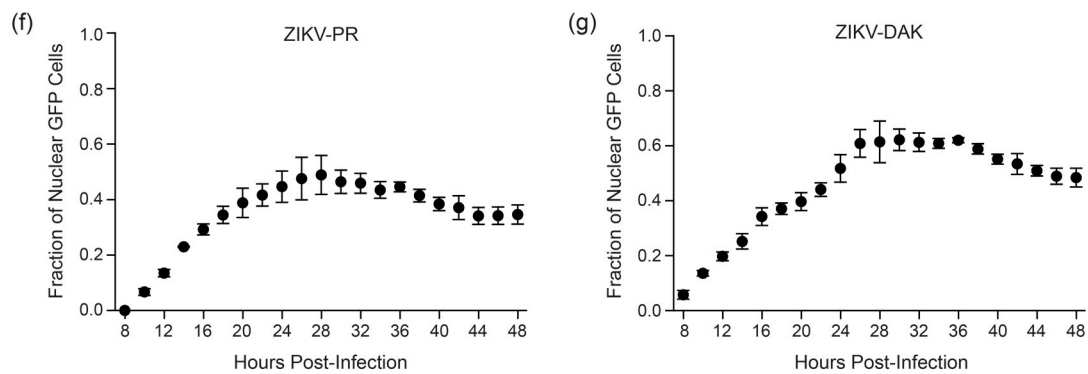 (f)
ZIKV-PR
Fraction of Nuclear GFP Cells
1.0
0.8
0.6
0.4
0.2
0.0
8 12 16 20 24 28 32 36 40 44 48
Hours Post-Infection
(g)
ZIKV-DAK
Fraction of Nuclear GFP Cells
1.0
0.8
0.6
0.4
0.2
0.0
8 12 16 20 24 28 32 36 40 44 48
Hours Post-Infection